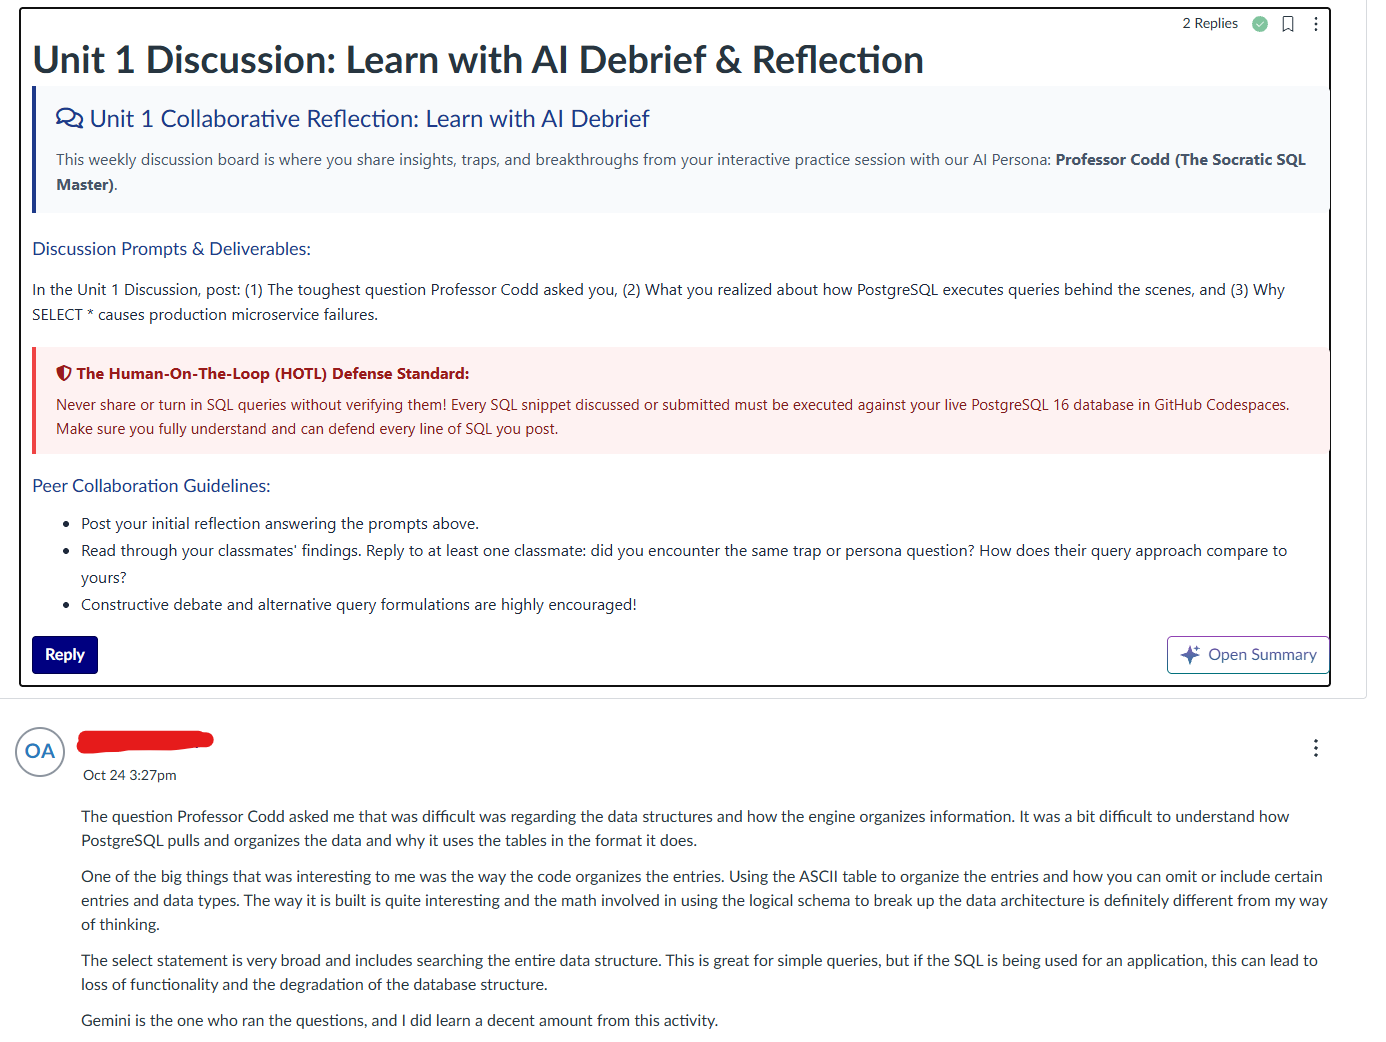 2 Replies
Unit 1 Discussion: Learn with AI Debrief & Reflection
Unit 1 Collaborative Reflection: Learn with AI Debrief
This weekly discussion board is where you share insights, traps, and breakthroughs from your interactive practice session with our AI Persona: Professor Codd (The Socratic SQL
Master).
Discussion Prompts & Deliverables:
In the Unit 1 Discussion, post: (1) The toughest question Professor Codd asked you, (2) What you realized about how PostgreSQL executes queries behind the scenes, and (3) Why
SELECT * causes production microservice failures.
The Human-On-The-Loop (HOTL) Defense Standard:
Never share or turn in SQL queries without verifying them! Every SQL snippet discussed or submitted must be executed against your live PostgreSQL 16 database in GitHub Codespaces.
Make sure you fully understand and can defend every line of SQL you post.
Peer Collaboration Guidelines:
• Post your initial reflection answering the prompts above.
• Read through your classmates' findings. Reply to at least one classmate: did you encounter the same trap or persona question? How does their query approach compare to
yours?
• Constructive debate and alternative query formulations are highly encouraged!
Reply
Open Summary
OA
Oct 24 3:27pm
The question Professor Codd asked me that was difficult was regarding the data structures and how the engine organizes information. It was a bit difficult to understand how
PostgreSQL pulls and organizes the data and why it uses the tables in the format it does.
One of the big things that was interesting to me was the way the code organizes the entries. Using the ASCII table to organize the entries and how you can omit or include certain
entries and data types. The way it is built is quite interesting and the math involved in using the logical schema to break up the data architecture is definitely different from my way
of thinking.
The select statement is very broad and includes searching the entire data structure. This is great for simple queries, but if the SQL is being used for an application, this can lead to
loss of functionality and the degradation of the database structure.
Gemini is the one who ran the questions, and I did learn a decent amount from this activity.